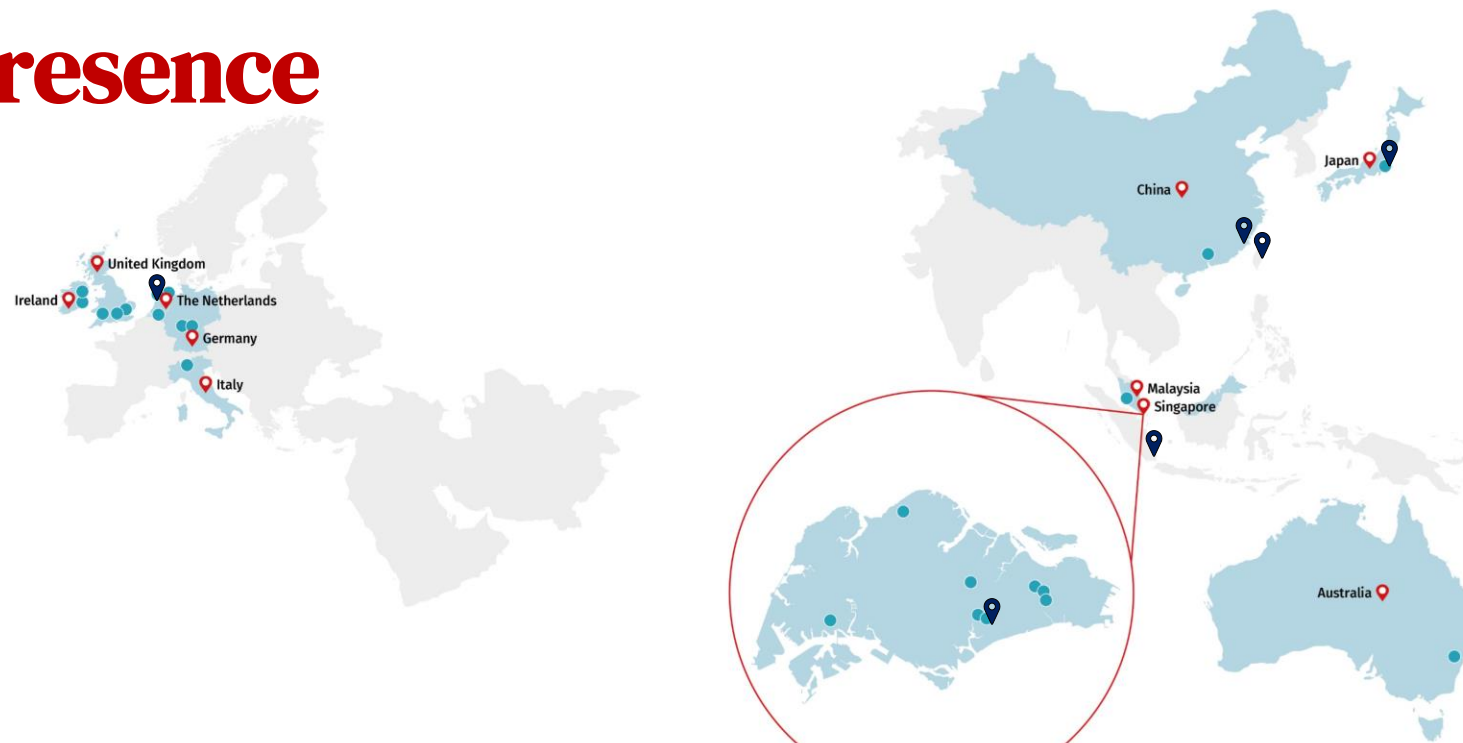 resence
United Kingdom
Ireland
The Netherlands
Germany
Italy
Japan
China
Malaysia
Singapore
Australia